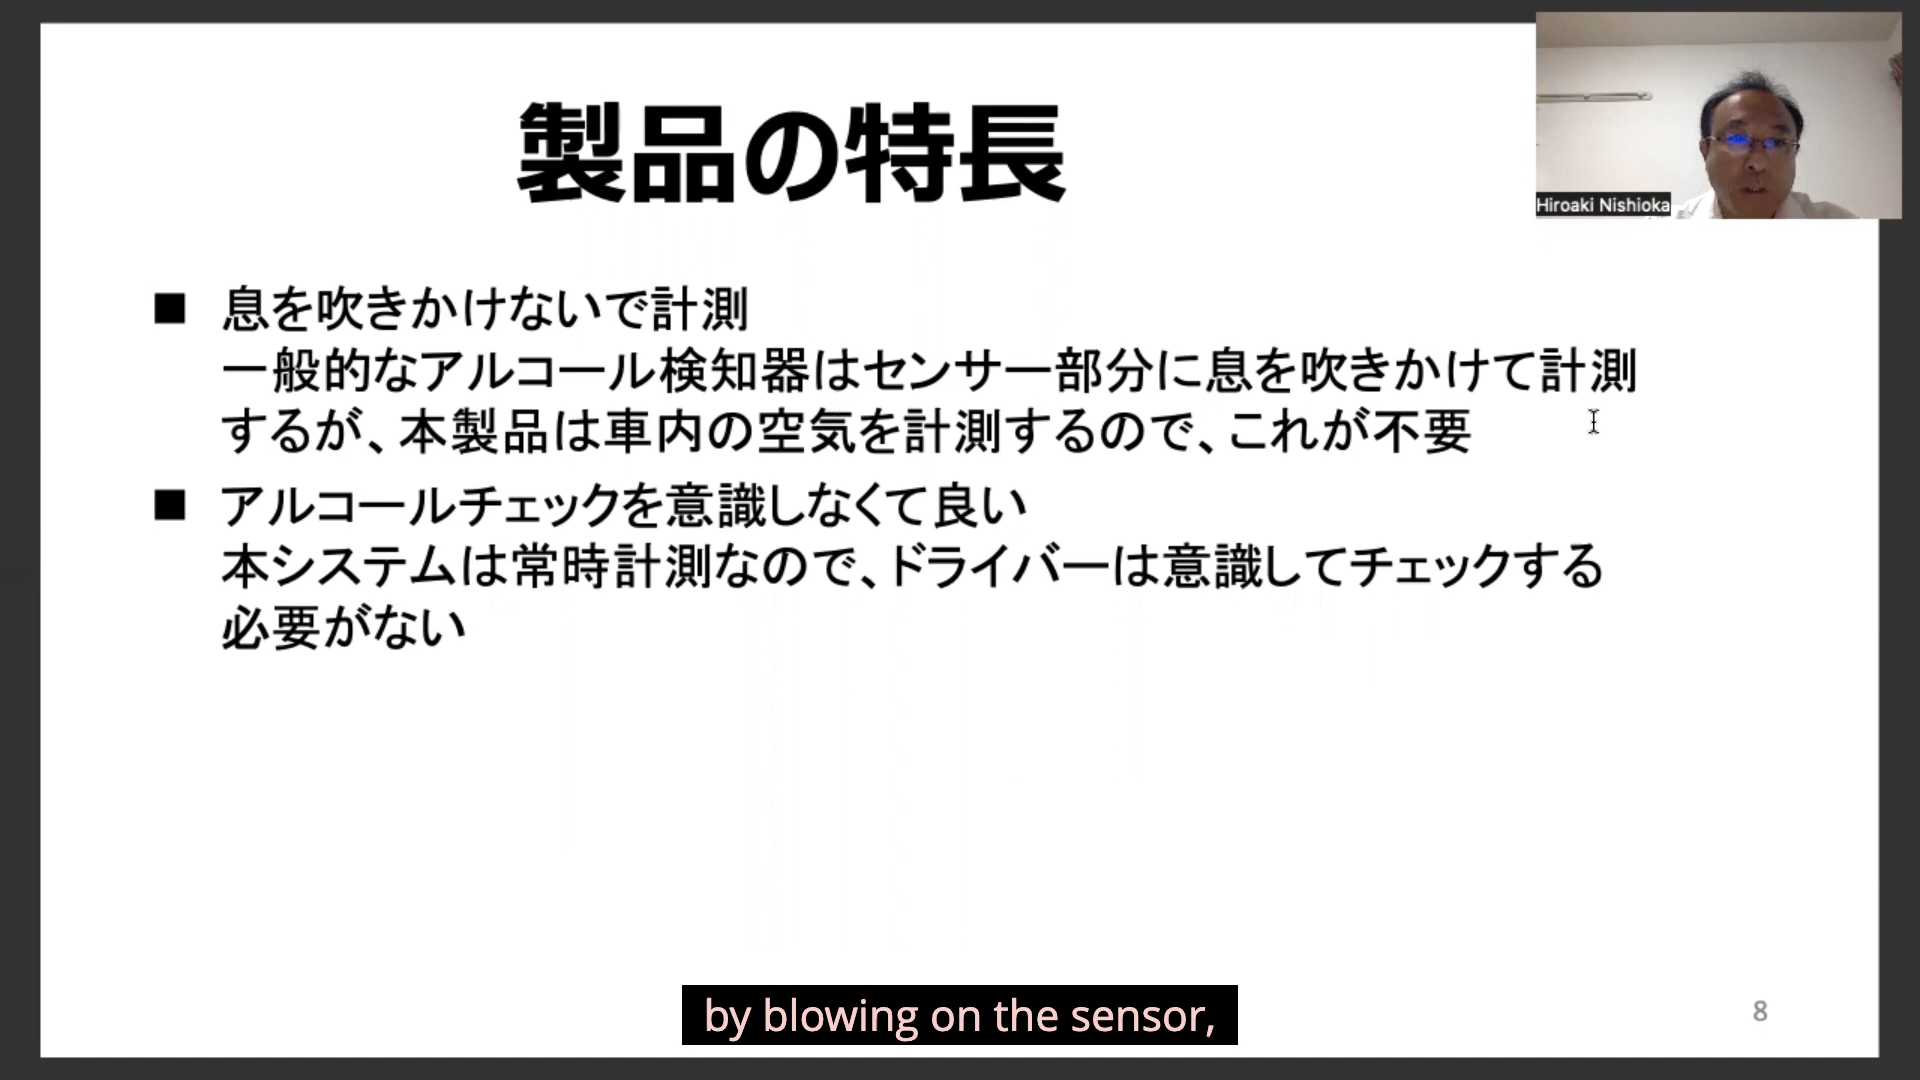 製品の特長
Hiroaki Nishioka
■ 息を吹きかけないで計測
一般的なアルコール検知器はセンサー部分に息を吹きかけて計測
するが、本製品は車内の空気を計測するので、これが不要
■ アルコールチェックを意識しなくて良い
本システムは常時計測なので、ドライバーは意識してチェックする
必要がない
by blowing on the sensor,
8